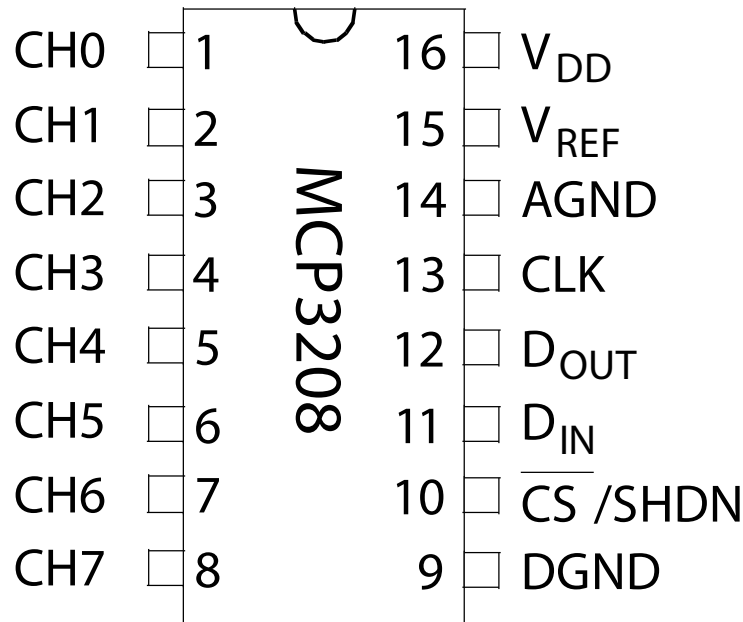 CH0 1 16 VDD
CH1 2 15 VREF
CH2 3 14 AGND
CH3 4 13 CLK
CH4 5 12 DOUT
CH5 6 11 DIN
CH6 7 10 CS /SHDN
CH7 8 9 DGND
MCP3208